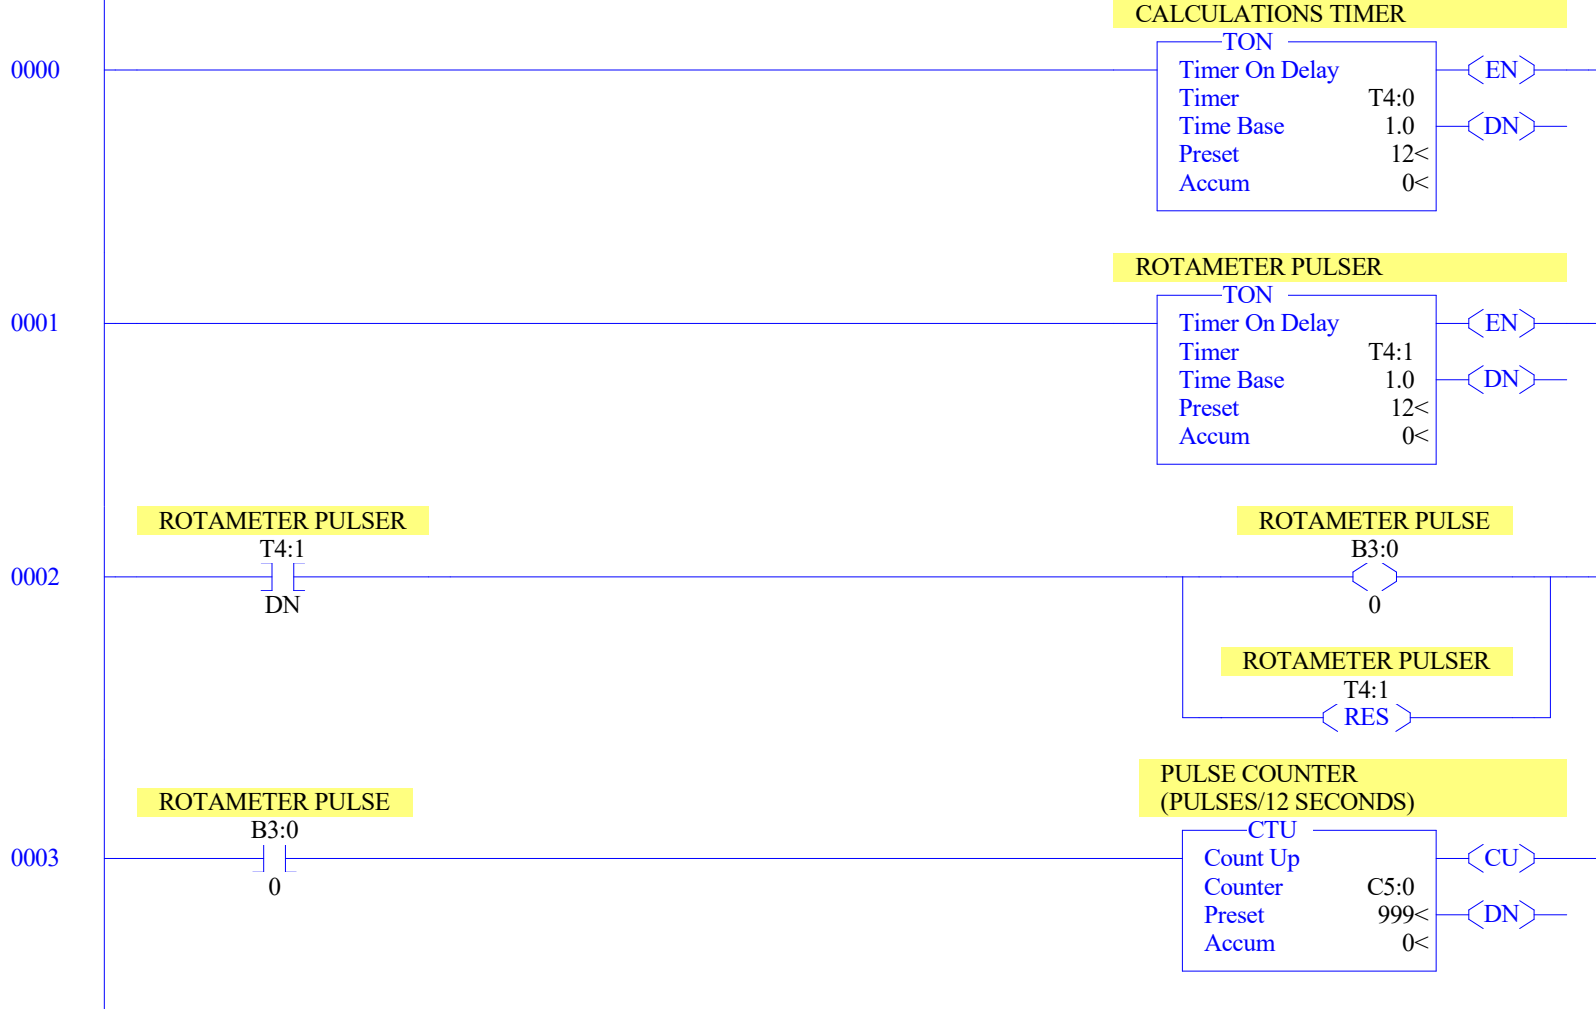 CALCULATIONS TIMER
TON
0000
Timer On Delay
EN
Timer T4:0
Time Base 1.0
DN
Preset 12<
Accum 0<
ROTAMETER PULSER
TON
0001
Timer On Delay
EN
Timer T4:1
Time Base 1.0
DN
Preset 12<
Accum 0<
ROTAMETER PULSER
T4:1
0002
DN
ROTAMETER PULSE
B3:0
0
ROTAMETER PULSER
T4:1
RES
ROTAMETER PULSE
B3:0
0003
0
PULSE COUNTER
(PULSES/12 SECONDS)
CTU
Count Up
CU
Counter C5:0
Preset 999<
DN
Accum 0<